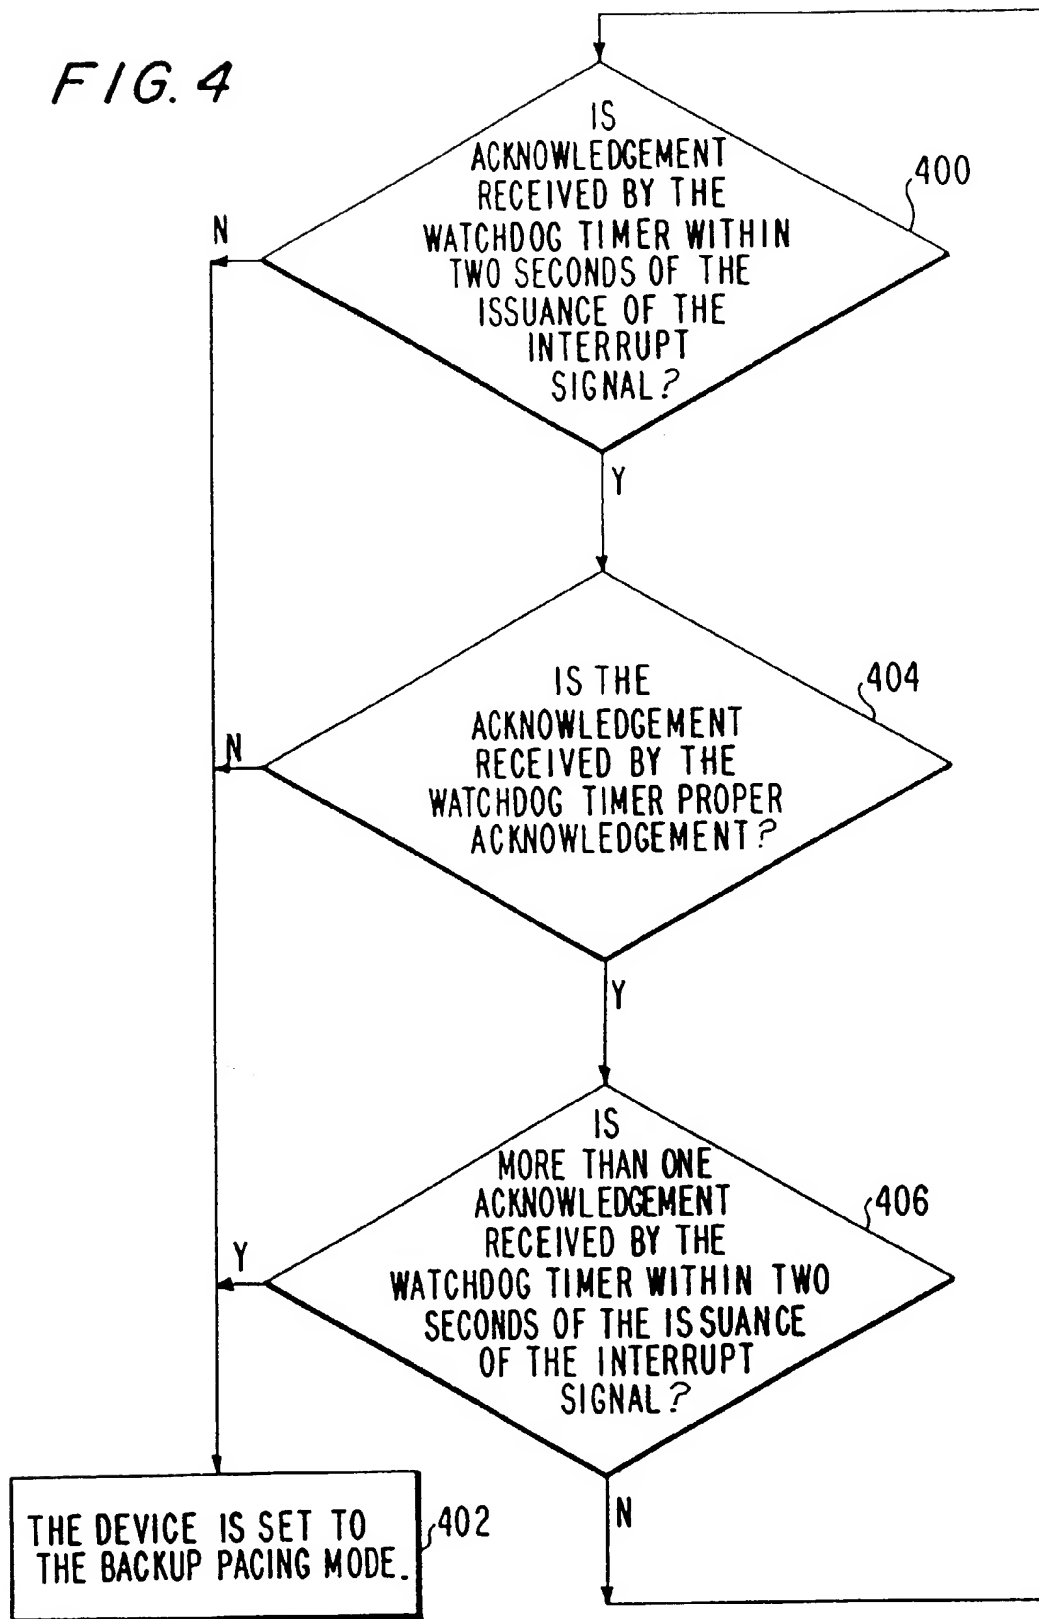 FIG. 4
IS
ACKNOWLEDGEMENT
RECEIVED BY THE
WATCHDOG TIMER WITHIN
TWO SECONDS OF THE
ISSUANCE OF THE
INTERRUPT
SIGNAL?
400
N
Y
IS THE
ACKNOWLEDGEMENT
RECEIVED BY THE
WATCHDOG TIMER PROPER
ACKNOWLEDGEMENT?
404
N
Y
IS
MORE THAN ONE
ACKNOWLEDGEMENT
RECEIVED BY THE
WATCHDOG TIMER WITHIN TWO
SECONDS OF THE ISSUANCE
OF THE INTERRUPT
SIGNAL?
406
Y
N
THE DEVICE IS SET TO
THE BACKUP PACING MODE.
402